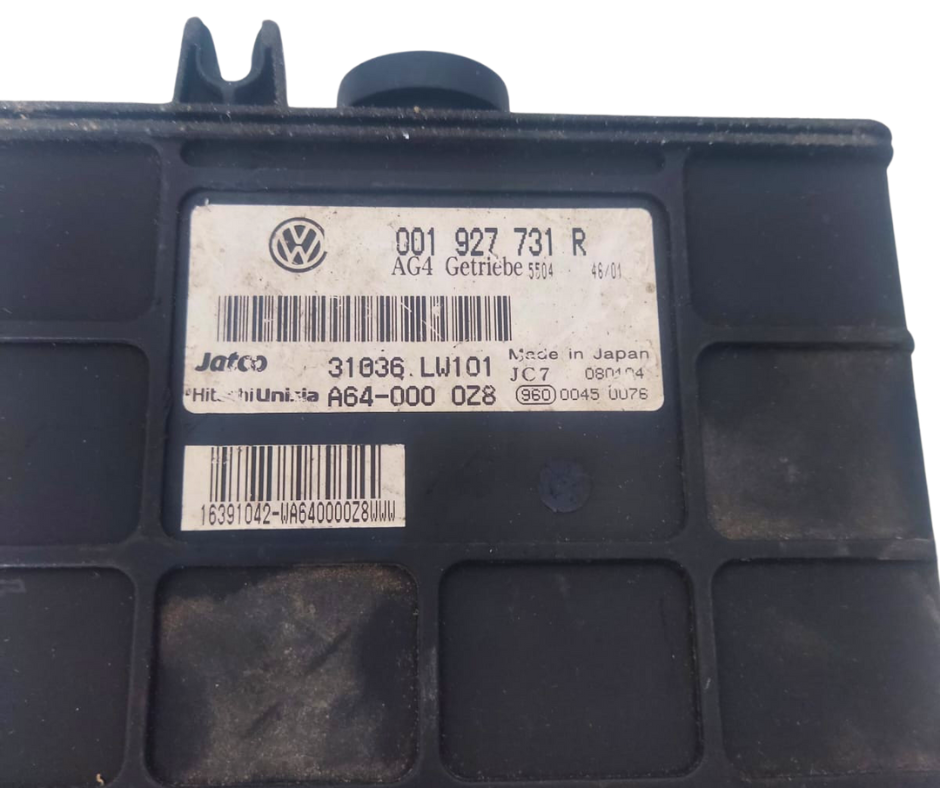 001 927 731 R
AG4 Getriebe 5504 46/01
Jatco 31036 LW101 Made in Japan
JC7 080104
HitachiUnisia A64-000 0Z8 960 0045 0076
16391042-WA640000Z8WWW